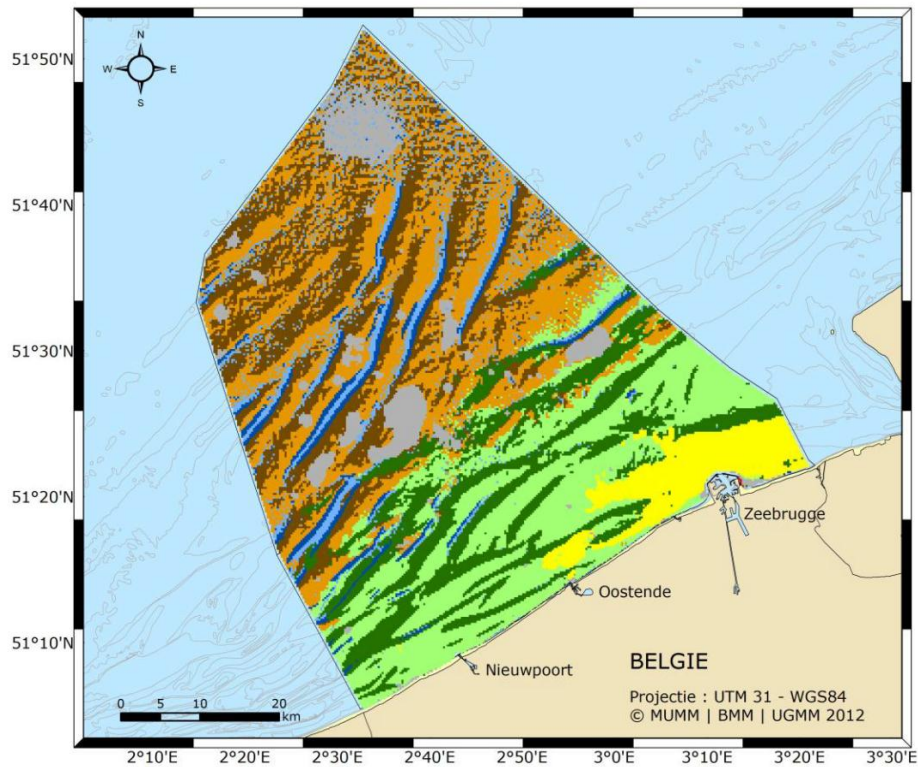 N
W E
S
51°50'N
51°40'N
51°30'N
51°20'N
51°10'N
Zeebrugge
Oostende
Nieuwpoort
BELGIE
Projectie : UTM 31 - WGS84
© MUMM | BMM | UGMM 2012
0 5 10 20
km
2°10'E 2°20'E 2°30'E 2°40'E 2°50'E 3°0'E 3°10'E 3°20'E 3°30'E